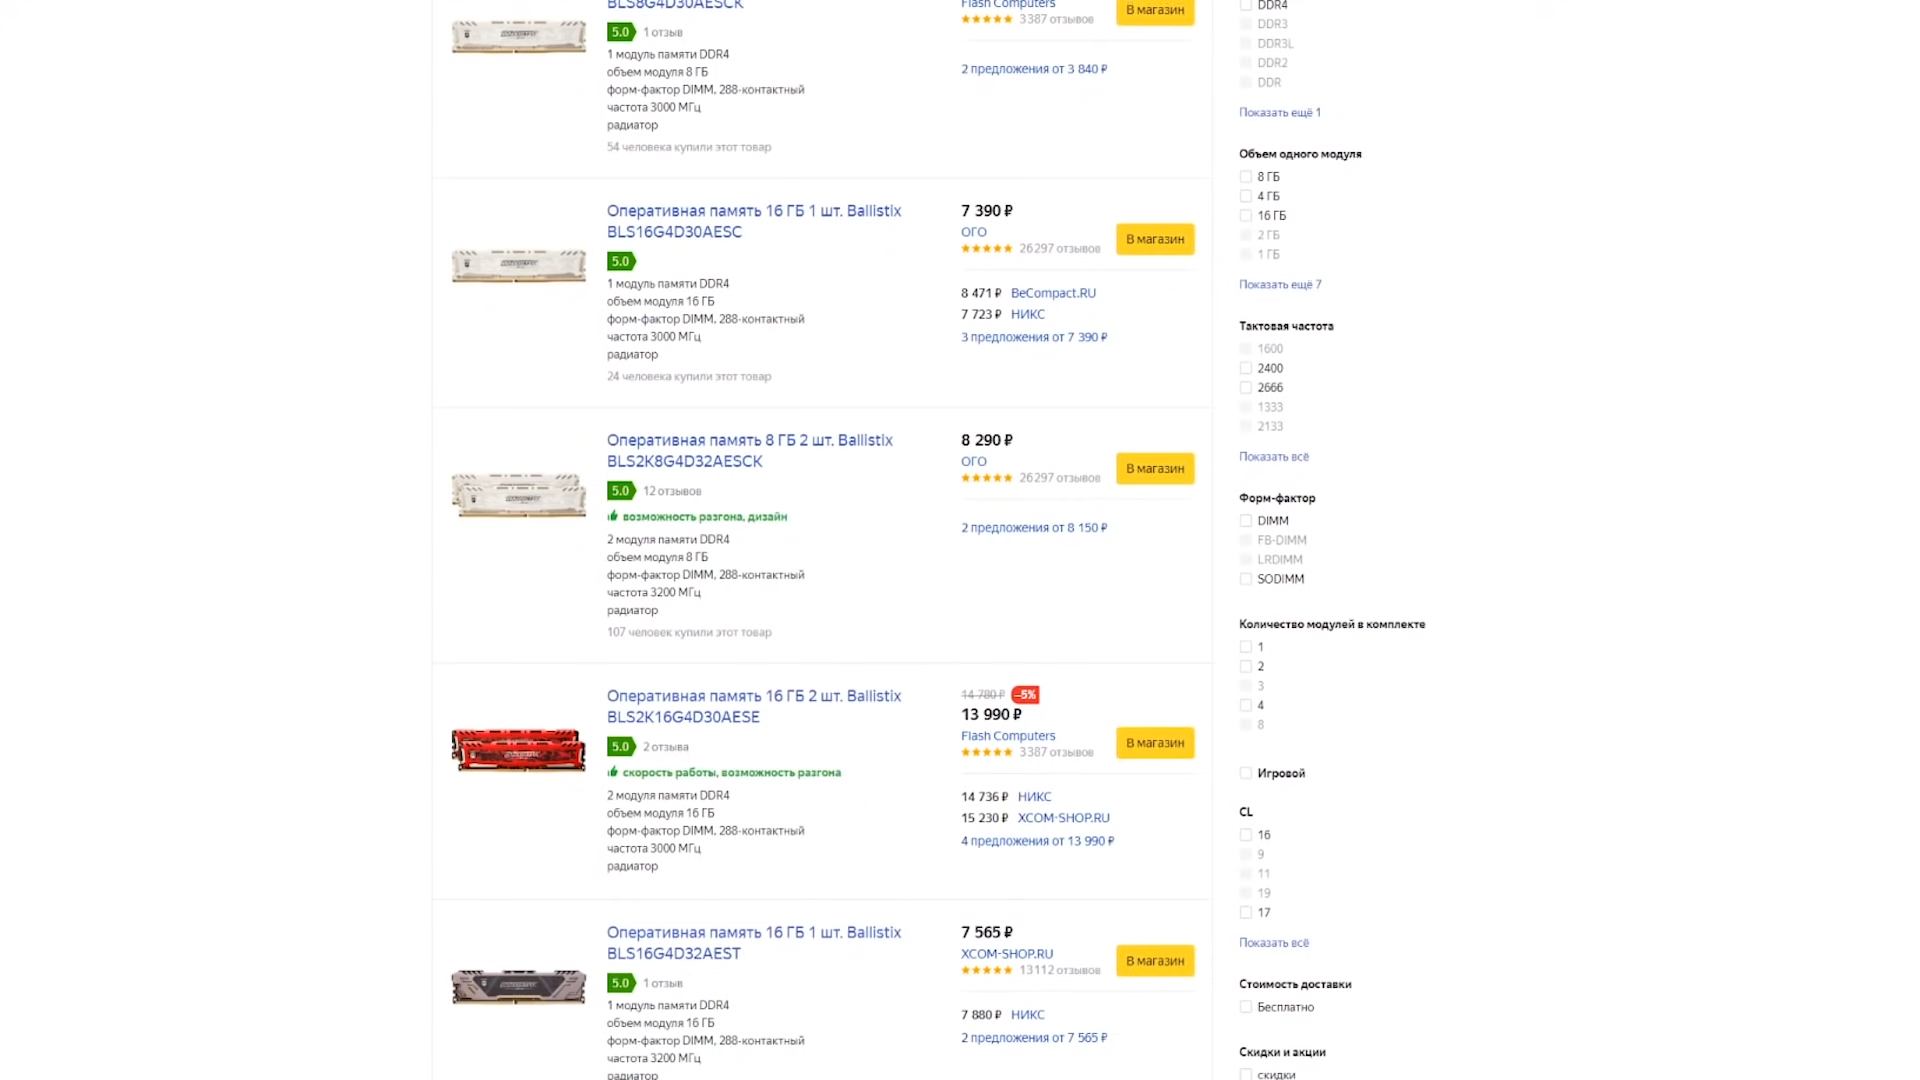 BLS8G4D30AESCK
5.0 1 отзыв
1 модуль памяти DDR4
объем модуля 8 ГБ
форм-фактор DIMM, 288-контактный
частота 3000 МГц
радиатор
54 человека купили этот товар
Flash Computers
3387 отзывов
В магазин
2 предложения от 3 840 ₽
Оперативная память 16 ГБ 1 шт. Ballistix
BLS16G4D30AESC
5.0
1 модуль памяти DDR4
объем модуля 16 ГБ
форм-фактор DIMM, 288-контактный
частота 3000 МГц
радиатор
24 человека купили этот товар
7 390 ₽
ОГО
26297 отзывов
В магазин
8 471 ₽ BeCompact.RU
7 723 ₽ НИКС
3 предложения от 7 390 ₽
Оперативная память 8 ГБ 2 шт. Ballistix
BLS2K8G4D32AESCK
5.0 12 отзывов
возможность разгона, дизайн
2 модуля памяти DDR4
объем модуля 8 ГБ
форм-фактор DIMM, 288-контактный
частота 3200 МГц
радиатор
107 человек купили этот товар
8 290 ₽
ОГО
26297 отзывов
В магазин
2 предложения от 8 150 ₽
Оперативная память 16 ГБ 2 шт. Ballistix
BLS2K16G4D30AESE
5.0 2 отзыва
скорость работы, возможность разгона
2 модуля памяти DDR4
объем модуля 16 ГБ
форм-фактор DIMM, 288-контактный
частота 3000 МГц
радиатор
14 780 ₽ –5%
13 990 ₽
Flash Computers
3387 отзывов
В магазин
14 736 ₽ НИКС
15 230 ₽ XCOM-SHOP.RU
4 предложения от 13 990 ₽
Оперативная память 16 ГБ 1 шт. Ballistix
BLS16G4D32AEST
5.0 1 отзыв
1 модуль памяти DDR4
объем модуля 16 ГБ
форм-фактор DIMM, 288-контактный
частота 3200 МГц
радиатор
7 565 ₽
XCOM-SHOP.RU
13112 отзывов
В магазин
7 880 ₽ НИКС
2 предложения от 7 565 ₽
DDR4
DDR3
DDR3L
DDR2
DDR
Показать ещё 1
Объем одного модуля
8 ГБ
4 ГБ
16 ГБ
2 ГБ
1 ГБ
Показать ещё 7
Тактовая частота
1600
2400
2666
1333
2133
Показать всё
Форм-фактор
DIMM
FB-DIMM
LRDIMM
SODIMM
Количество модулей в комплекте
1
2
3
4
8
Игровой
CL
16
9
11
19
17
Показать всё
Стоимость доставки
Бесплатно
Скидки и акции
скидки